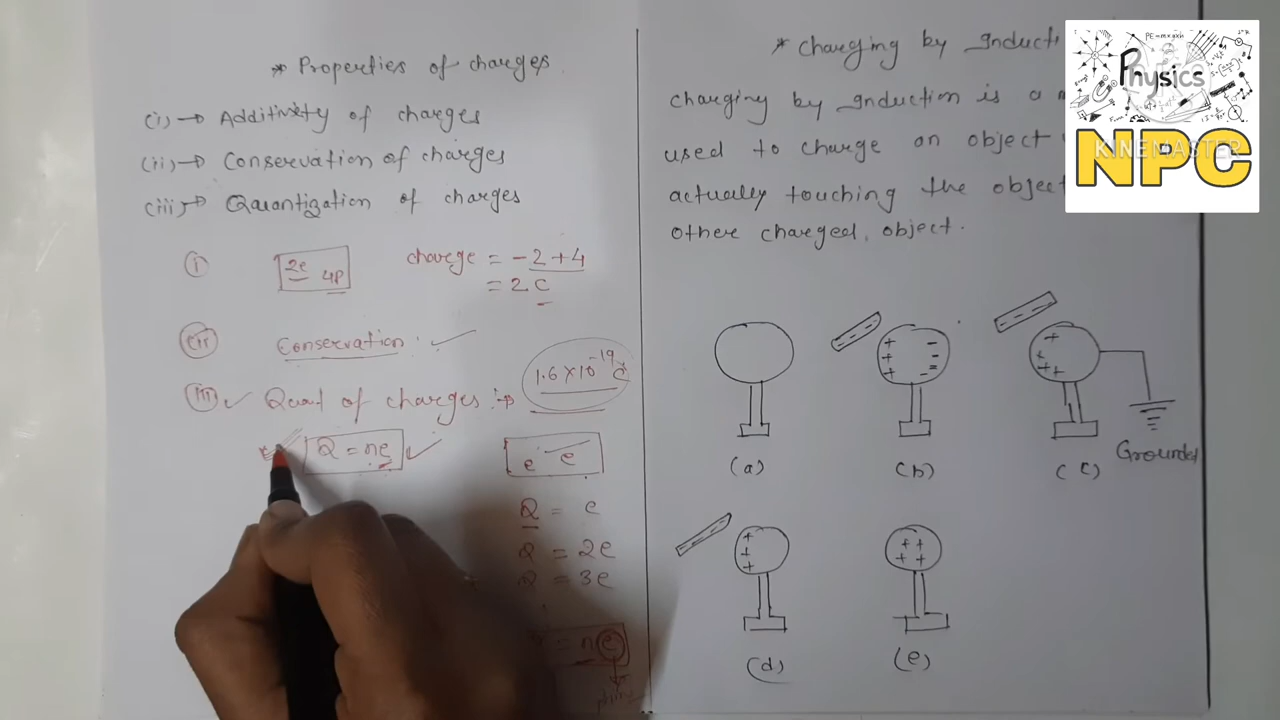 * Properties of charges
(i) → Additivity of charges
(ii) → Conservation of charges
(iii) → Quantization of charges
(i) 2e 4p charge = -2+4
= 2 C
(ii) Conservation :
(iii) Quant of charges :→ 1.6×10⁻¹⁹ C
Q = ne
e e
Q = e
Q = 2e
Q = 3e
= n e
* Charging by Inducti
charging by Induction is a m
used to charge an object
actually touching the object
other charged object.
(a) (b) (c)
Grounded
(d) (e)
Physics
NPC
KINEMASTER